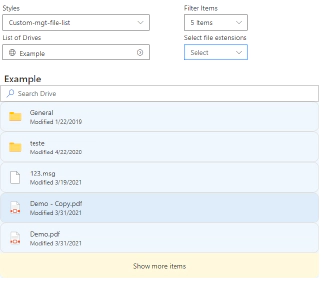 Styles
Filter Items
Custom-mgt-file-list
5 Items
List of Drives
Select file extensions
Example
Select
Example
Search Drive
General
Modified 1/22/2019
teste
Modified 4/22/2020
123.msg
Modified 3/19/2021
Demo - Copy.pdf
Modified 3/31/2021
Demo.pdf
Modified 3/31/2021
Show more items